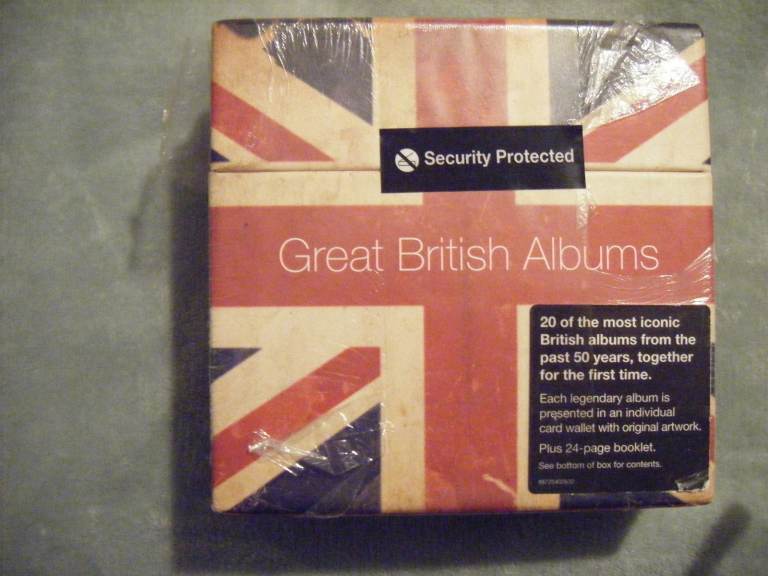 Security Protected
Great British Albums
20 of the most iconic
British albums from the
past 50 years, together
for the first time.
Each legendary album is
presented in an individual
card wallet with original artwork.
Plus 24-page booklet.
See bottom of box for contents.